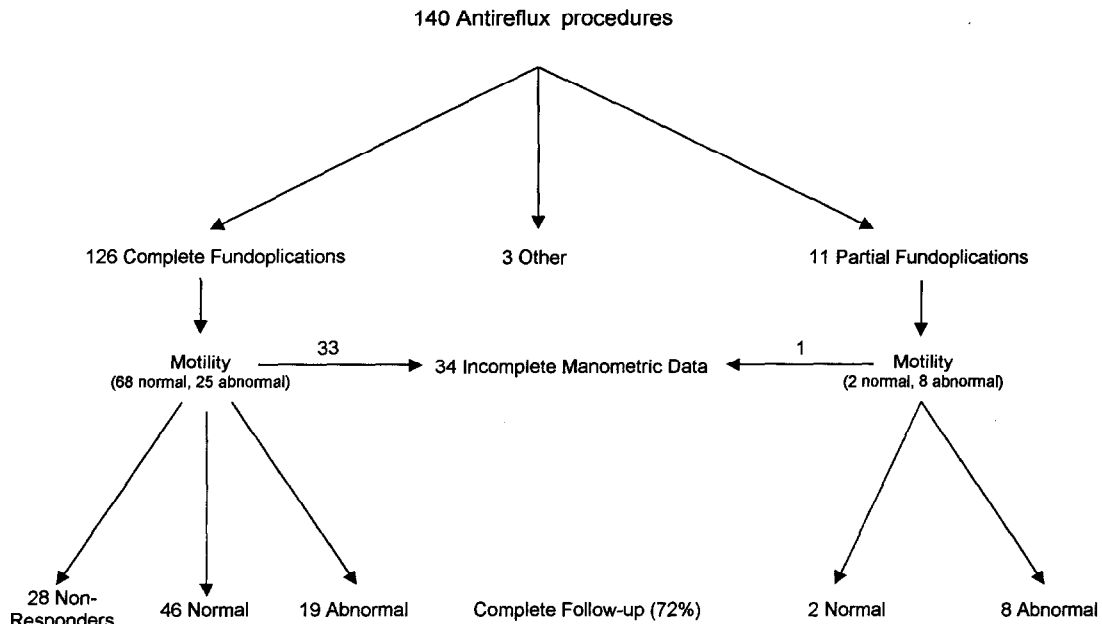 140 Antireflux procedures
126 Complete Fundoplications
3 Other
11 Partial Fundoplications
Motility
(68 normal, 25 abnormal)
33
34 Incomplete Manometric Data
1
Motility
(2 normal, 8 abnormal)
28 Non-
Responders
46 Normal
19 Abnormal
Complete Follow-up (72%)
2 Normal
8 Abnormal